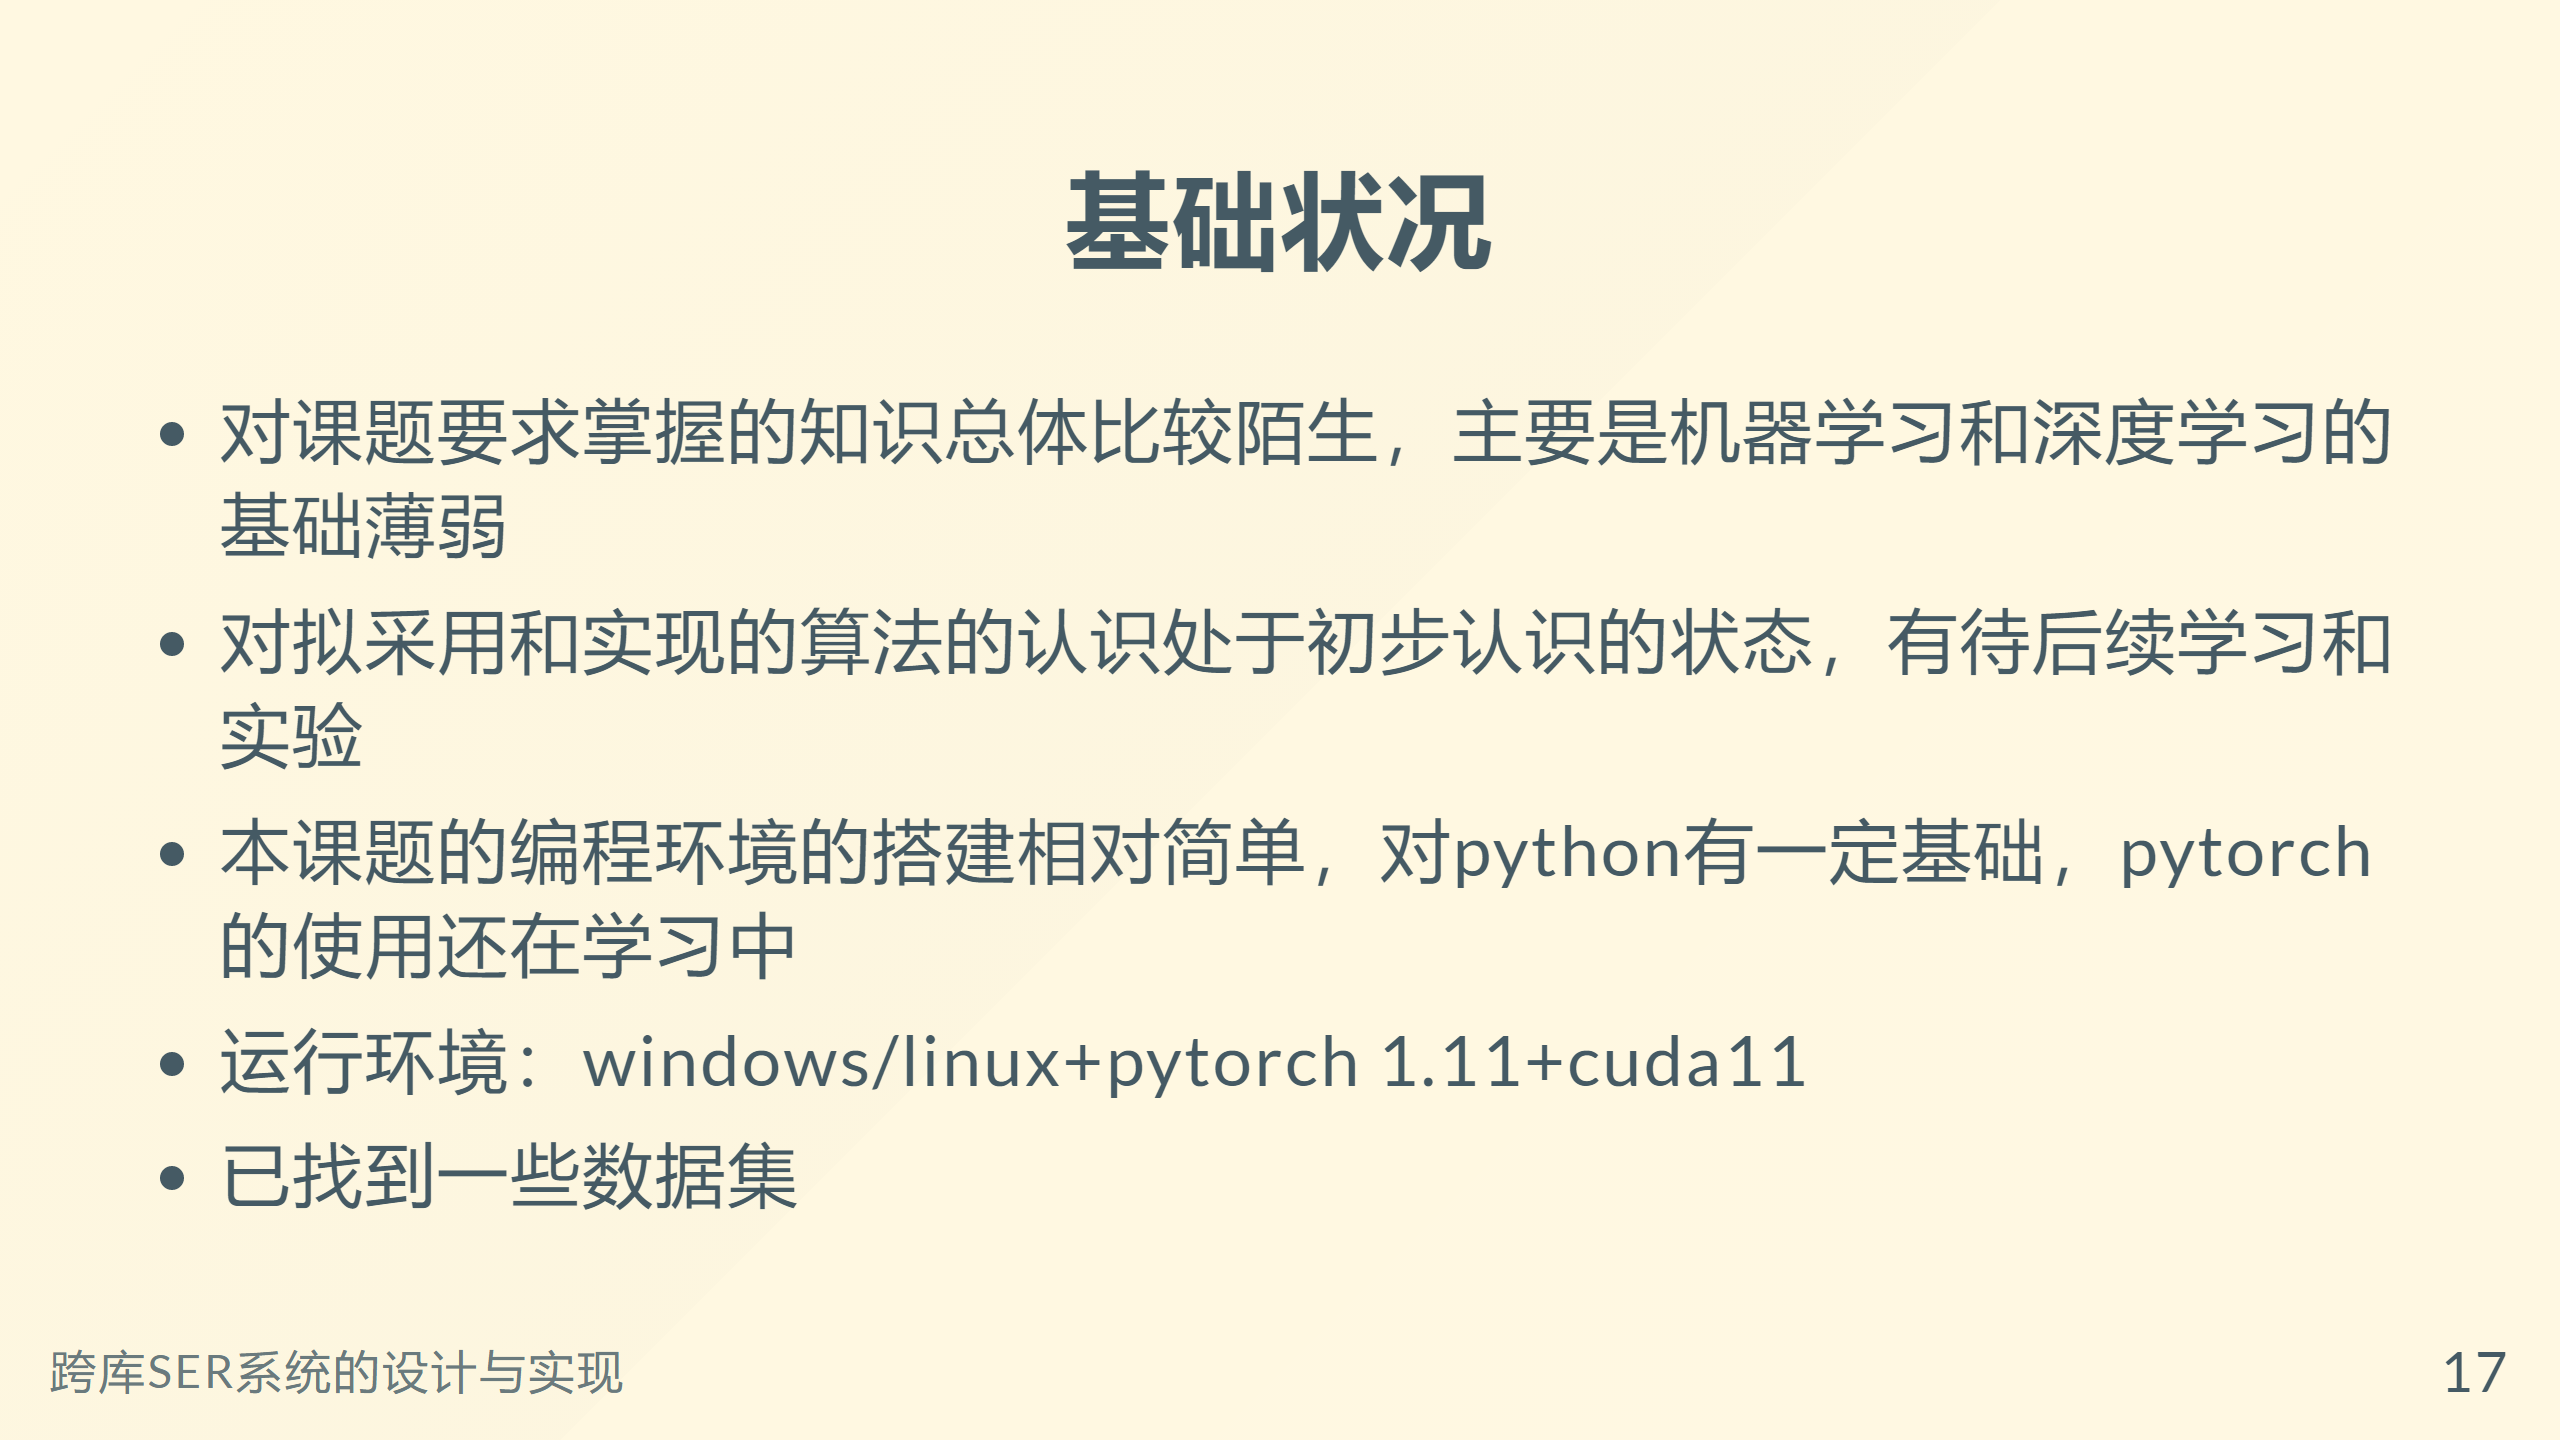 基础状况
• 对课题要求掌握的知识总体比较陌生，主要是机器学习和深度学习的
基础薄弱
• 对拟采用和实现的算法的认识处于初步认识的状态，有待后续学习和
实验
• 本课题的编程环境的搭建相对简单，对python有一定基础，pytorch
的使用还在学习中
• 运行环境：windows/linux+pytorch 1.11+cuda11
• 已找到一些数据集
跨库SER系统的设计与实现
17